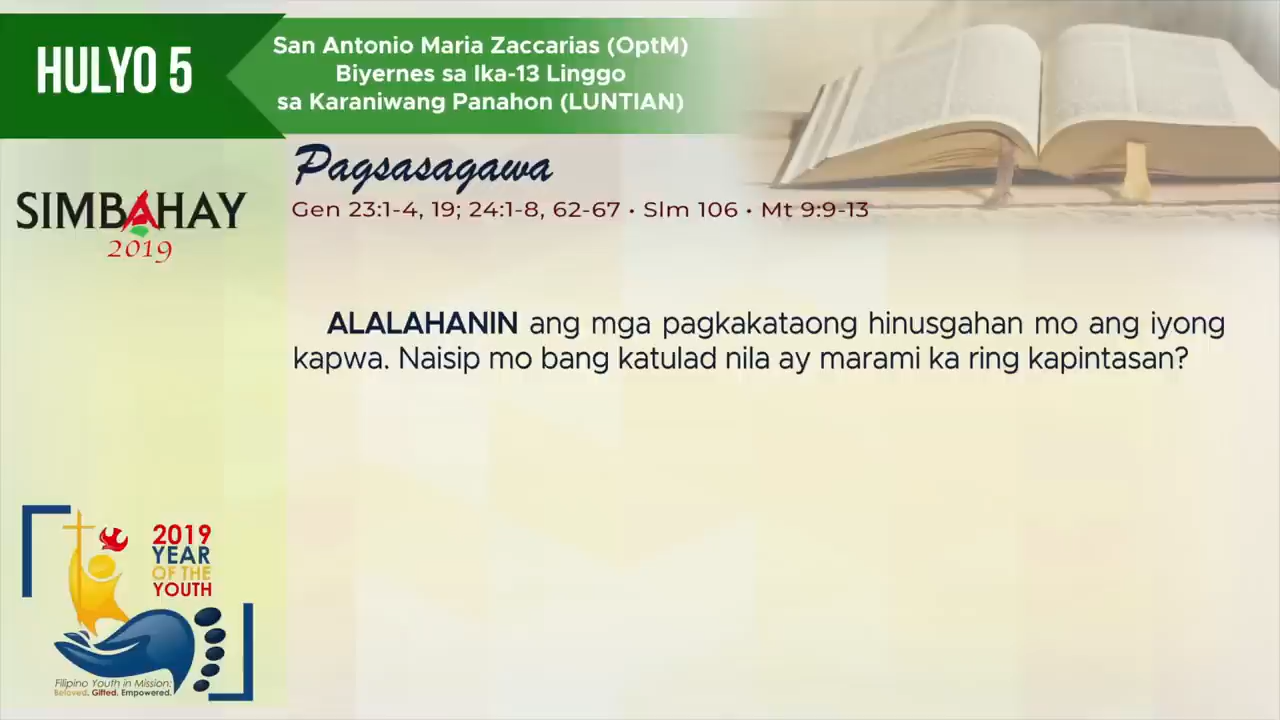 HULYO 5
San Antonio Maria Zaccarias (OptM)
Biyernes sa Ika-13 Linggo
sa Karaniwang Panahon (LUNTIAN)
Pagsasagawa
Gen 23:1-4, 19; 24:1-8, 62-67 • Slm 106 • Mt 9:9-13
SIMBAHAY
2019
ALALAHANIN ang mga pagkakataong hinusgahan mo ang iyong
kapwa. Naisip mo bang katulad nila ay marami ka ring kapintasan?
2019
YEAR
OF THE
YOUTH
Filipino Youth in Mission:
Beloved. Gifted. Empowered.